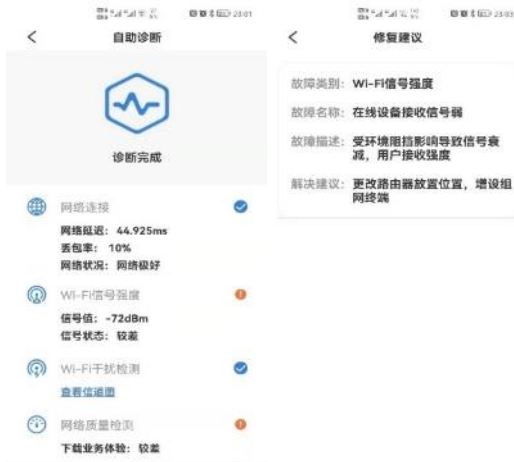 23:01
自助诊断
诊断完成
网络连接
网络延迟：44.925ms
丢包率：10%
网络状况：网络极好
Wi-Fi信号强度
信号值：-72dBm
信号状态：较差
Wi-Fi干扰检测
查看信道图
网络质量检测
下载业务体验：较差
23:03
修复建议
故障类别：Wi-Fi信号强度
故障名称：在线设备接收信号弱
故障描述：受环境阻挡影响导致信号衰
减，用户接收强度
解决建议：更改路由器放置位置，增设组
网终端